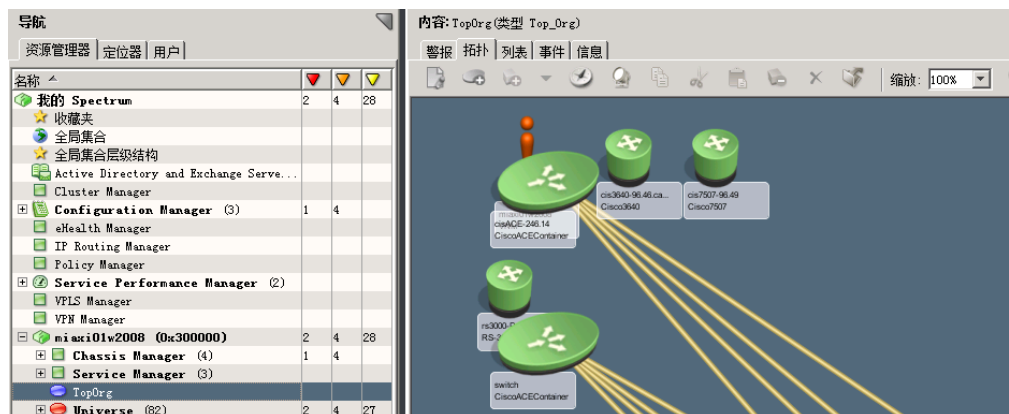 导航
资源管理器 定位器 用户
名称
我的 Spectrum 2 4 28
收藏夹
全局集合
全局集合层级结构
Active Directory and Exchange Serve...
Cluster Manager
Configuration Manager (3) 1 4
eHealth Manager
IP Routing Manager
Policy Manager
Service Performance Manager (2)
VPLS Manager
VPN Manager
miaxi01w2008 (0x300000) 2 4 28
Chassis Manager (4) 1 4
Service Manager (3)
TopOrg
Universe (82) 2 4 27
内容: TopOrg(类型 Top_Org)
警报 拓扑 列表 事件 信息
缩放: 100%
cis3640-96.46.ca...
Cisco3640
cis7507-96.49
Cisco7507
cisACE-246.14
CiscoACEContainer
switch
CiscoACEContainer